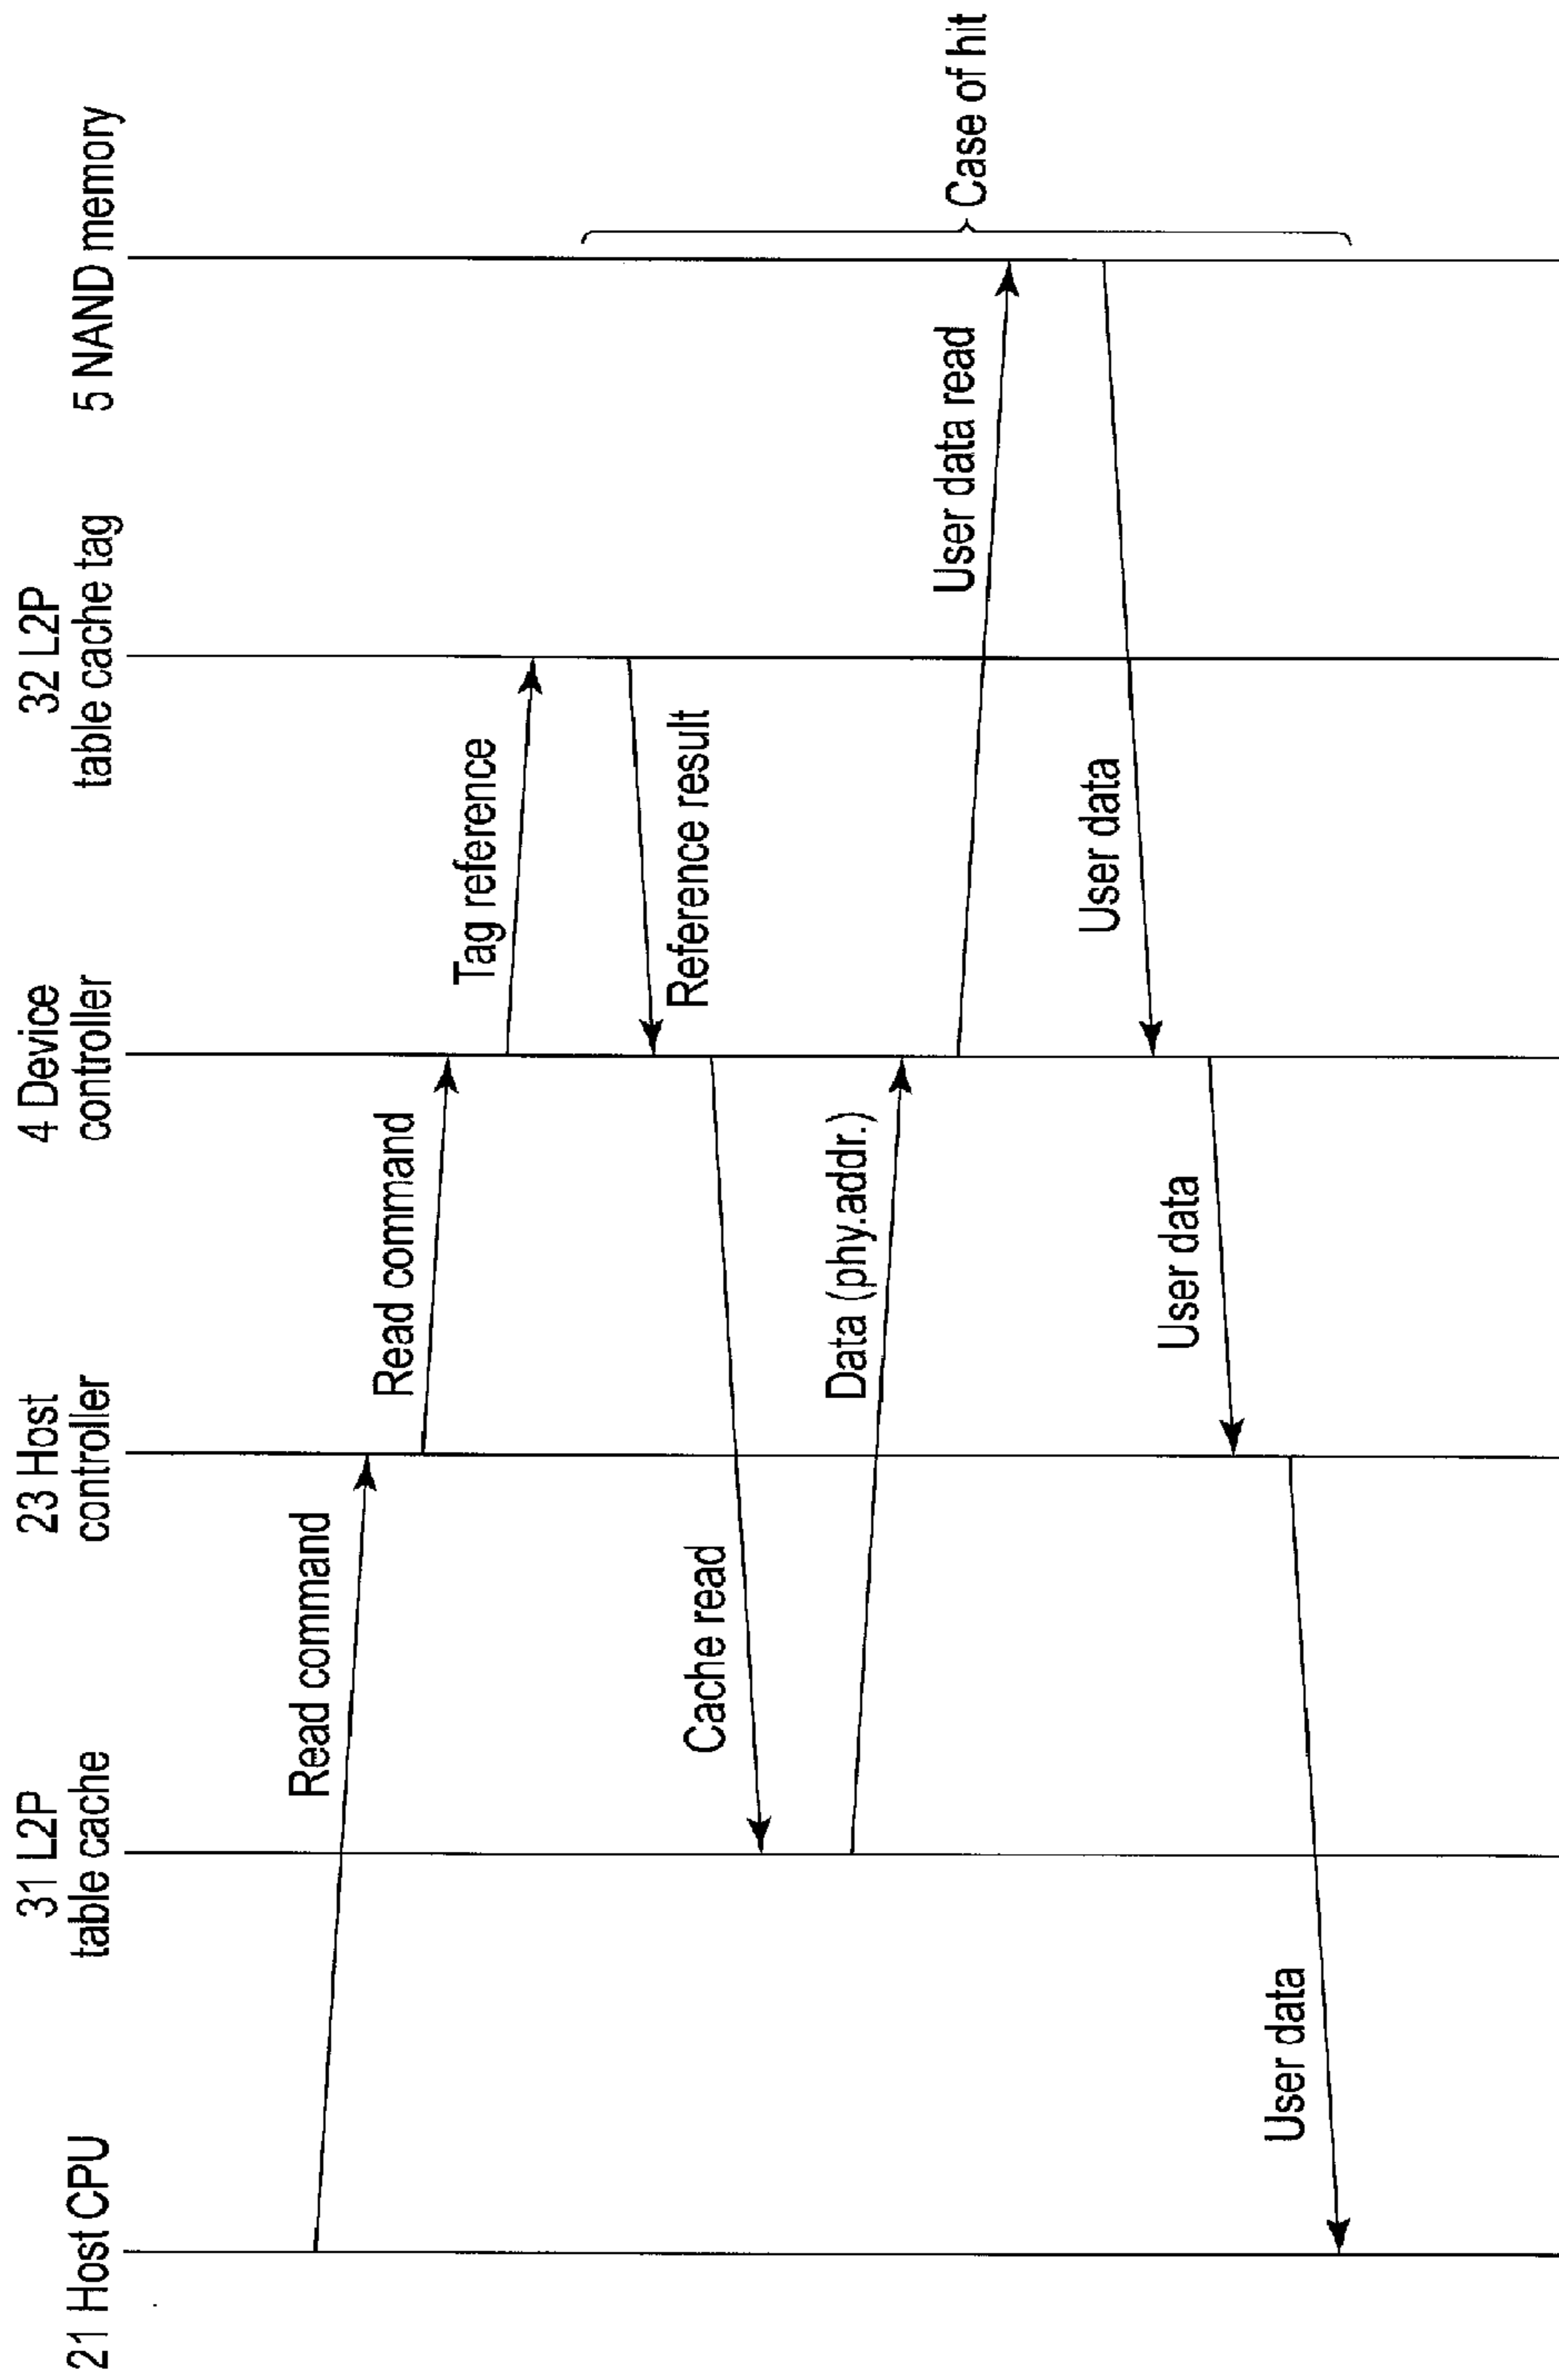 21 Host CPU
31 L2P
table cache
23 Host
controller
4 Device
controller
32 L2P
table cache tag
5 NAND memory
Read command
Read command
Tag reference
Reference result
Cache read
Data (phy.addr.)
User data read
User data
User data
User data
Case of hit